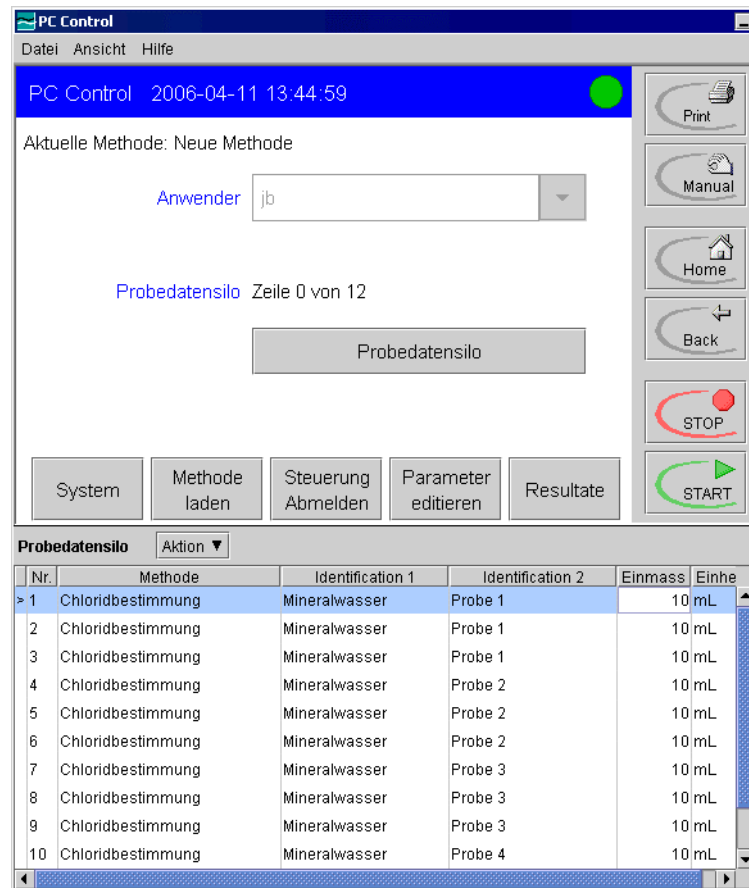 PC Control
Datei Ansicht Hilfe
PC Control 2006-04-11 13:44:59
Aktuelle Methode: Neue Methode
Anwender jb
Probedatensilo Zeile 0 von 12
Probedatensilo
System
Methode
laden
Steuerung
Abmelden
Parameter
editieren
Resultate
Print
Manual
Home
Back
STOP
START
Probedatensilo Aktion ▼
Nr. Methode Identification 1 Identification 2 Einmass Einhe
> 1 Chloridbestimmung Mineralwasser Probe 1 10 mL
2 Chloridbestimmung Mineralwasser Probe 1 10 mL
3 Chloridbestimmung Mineralwasser Probe 1 10 mL
4 Chloridbestimmung Mineralwasser Probe 2 10 mL
5 Chloridbestimmung Mineralwasser Probe 2 10 mL
6 Chloridbestimmung Mineralwasser Probe 2 10 mL
7 Chloridbestimmung Mineralwasser Probe 3 10 mL
8 Chloridbestimmung Mineralwasser Probe 3 10 mL
9 Chloridbestimmung Mineralwasser Probe 3 10 mL
10 Chloridbestimmung Mineralwasser Probe 4 10 mL